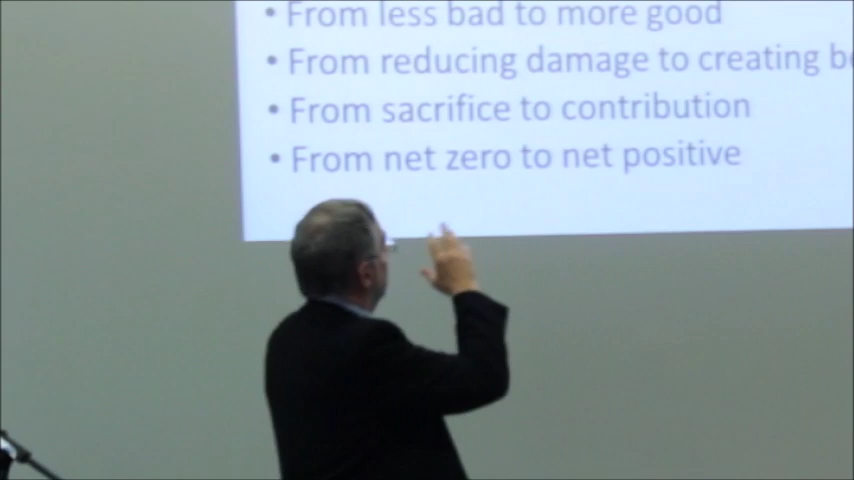 • From less bad to more good
• From reducing damage to creating
• From sacrifice to contribution
• From net zero to net positive